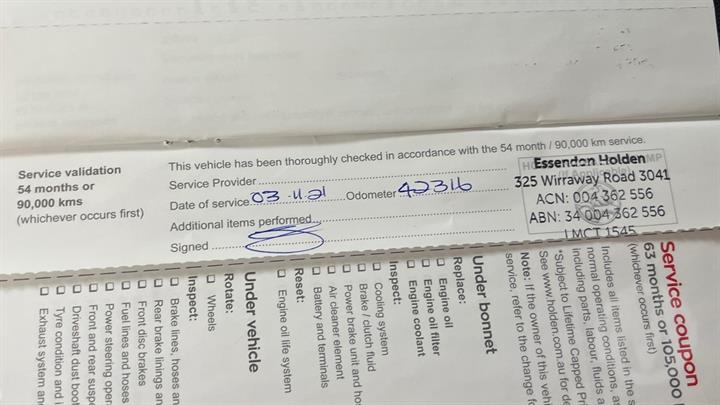 Service validation
54 months or
90,000 kms
(whichever occurs first)
This vehicle has been thoroughly checked in accordance with the 54 month / 90,000 km service.
Service Provider
Date of service 03 .11.21 Odometer 42316
Additional items performed
Signed
Essendon Holden
325 Wirraway Road 3041
ACN: 004 362 556
ABN: 34 004 362 556
LMCT 1545
Service coupon
63 months or 105,000
(whichever occurs first)
Includes all items listed in the
normal operating conditions,
including parts, labour, fluids
*Subject to Lifetime Capped
See www.holden.com.au for
Note: If the owner of this
service, refer to the change
Under bonnet
Replace:
Engine oil
Engine oil filter
Engine coolant
Inspect:
Cooling system
Brake / clutch fluid
Power brake unit and
Air cleaner element
Battery and terminals
Reset:
Engine oil life system
Under vehicle
Rotate:
Wheels
Inspect:
Brake lines, hoses
Rear brake linings
Front disc brakes
Fuel lines and hoses
Power steering
Front and rear
Driveshaft dust
Tyre condition and
Exhaust system